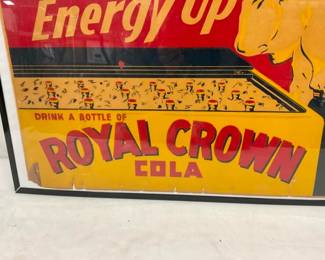 Energy Up
DRINK A BOTTLE OF
ROYAL CROWN
COLA